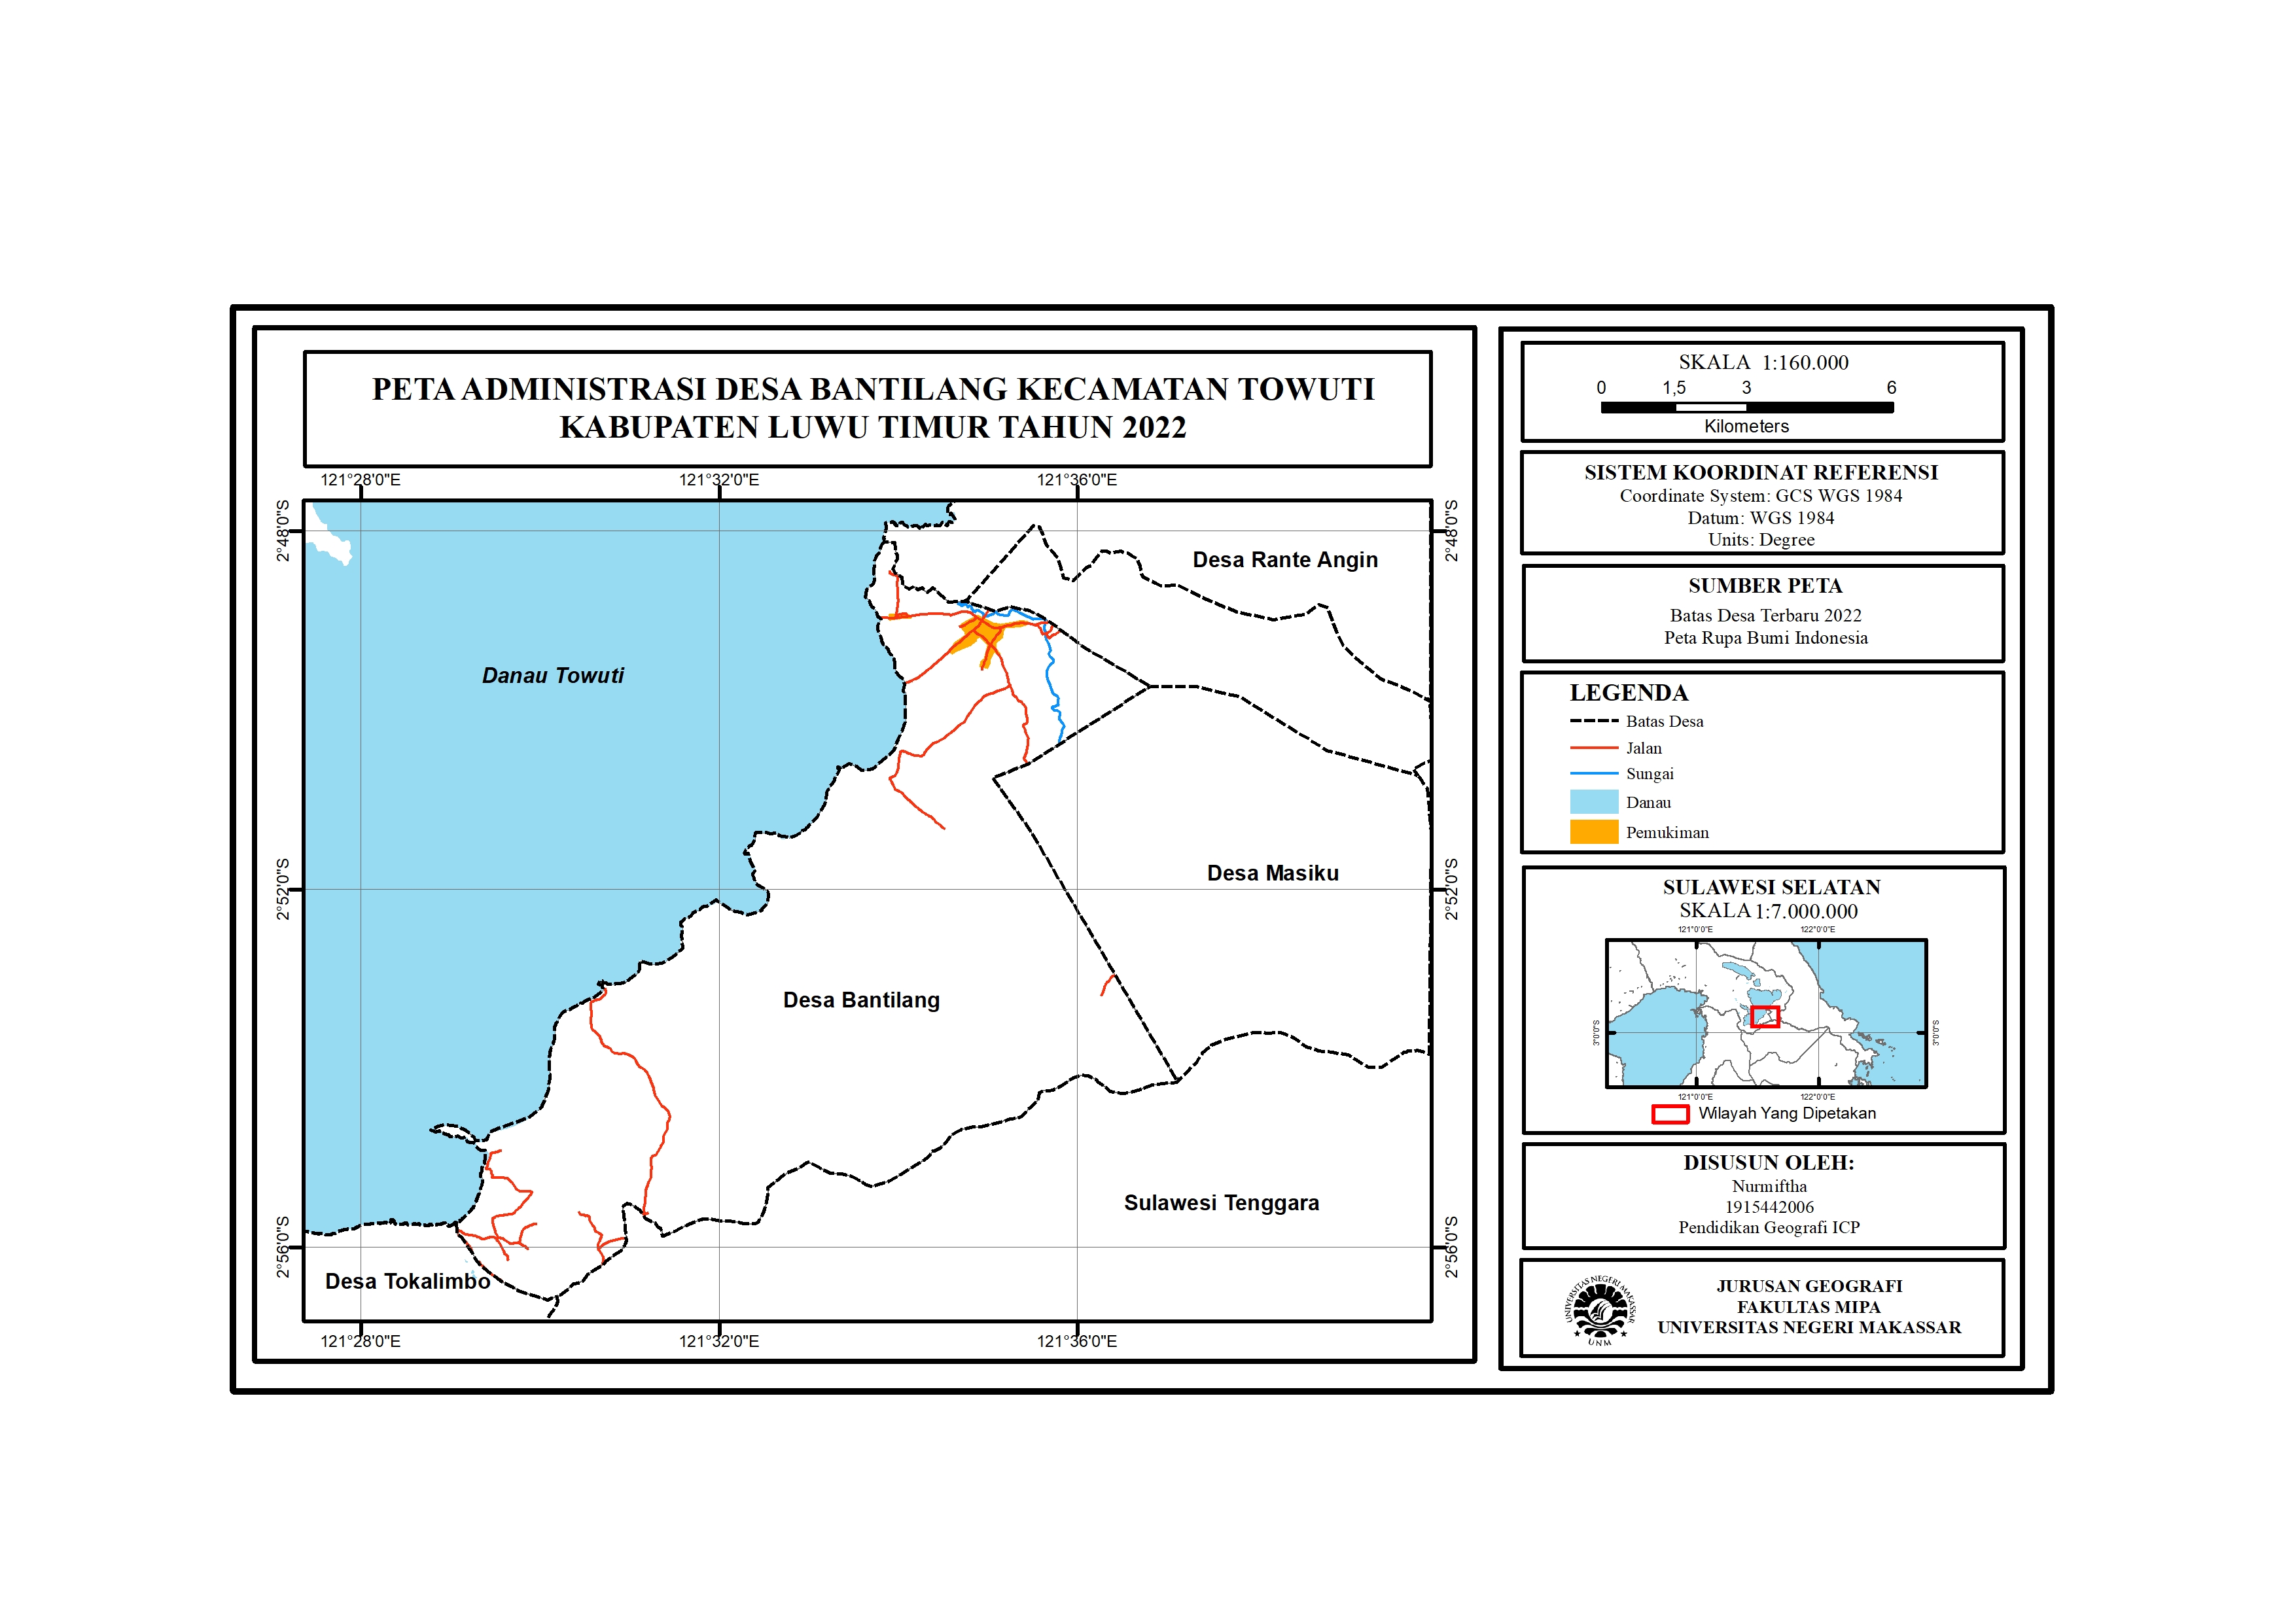 PETA ADMINISTRASI DESA BANTILANG KECAMATAN TOWUTI
KABUPATEN LUWU TIMUR TAHUN 2022
121°28'0"E
121°32'0"E
121°36'0"E
2°48'0"S
2°48'0"S
Desa Rante Angin
Danau Towuti
2°52'0"S
Desa Masiku
2°52'0"S
Desa Bantilang
Sulawesi Tenggara
2°56'0"S
2°56'0"S
Desa Tokalimbo
121°28'0"E
121°32'0"E
121°36'0"E
SKALA 1:160.000
0 1,5 3 6
Kilometers
SISTEM KOORDINAT REFERENSI
Coordinate System: GCS WGS 1984
Datum: WGS 1984
Units: Degree
SUMBER PETA
Batas Desa Terbaru 2022
Peta Rupa Bumi Indonesia
LEGENDA
Batas Desa
Jalan
Sungai
Danau
Pemukiman
SULAWESI SELATAN
SKALA 1:7.000.000
121°0'0"E
122°0'0"E
3°0'0"S
3°0'0"S
121°0'0"E
122°0'0"E
Wilayah Yang Dipetakan
DISUSUN OLEH:
Nurmiftha
1915442006
Pendidikan Geografi ICP
UNIVERSITAS NEGERI MAKASSAR
UNM
JURUSAN GEOGRAFI
FAKULTAS MIPA
UNIVERSITAS NEGERI MAKASSAR